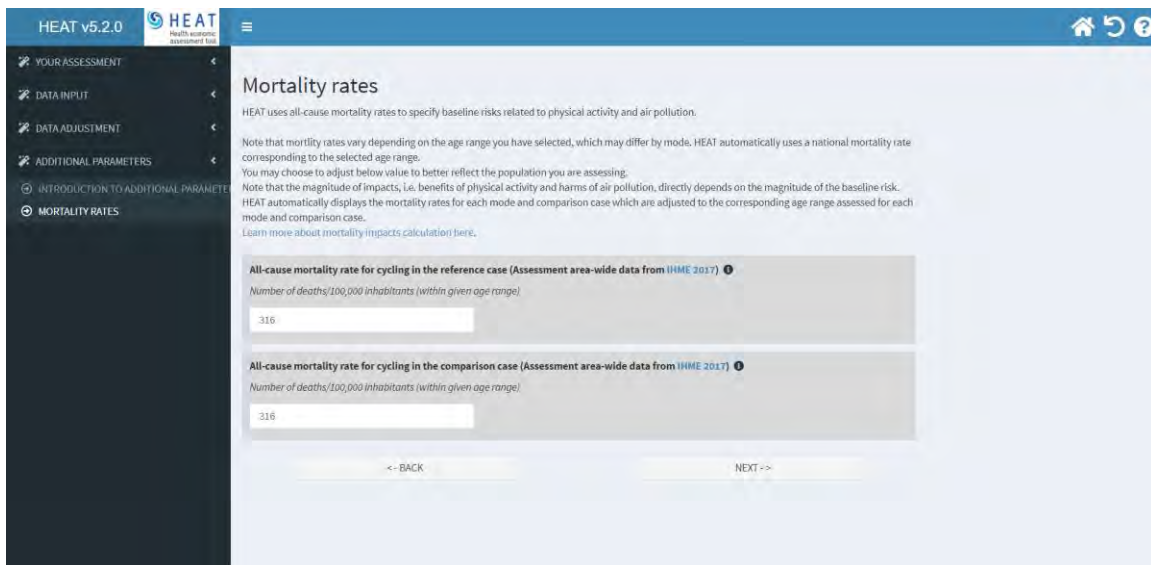 HEAT v5.2.0
HEAT
Health economic
assessment tool
YOUR ASSESSMENT
DATA INPUT
DATA ADJUSTMENT
ADDITIONAL PARAMETERS
INTRODUCTION TO ADDITIONAL PARAMETE
MORTALITY RATES
Mortality rates
HEAT uses all-cause mortality rates to specify baseline risks related to physical activity and air pollution.
Note that mortlity rates vary depending on the age range you have selected, which may differ by mode. HEAT automatically uses a national mortality rate
corresponding to the selected age range.
You may choose to adjust below value to better reflect the population you are assessing.
Note that the magnitude of impacts, i.e. benefits of physical activity and harms of air pollution, directly depends on the magnitude of the baseline risk.
HEAT automatically displays the mortality rates for each mode and comparison case which are adjusted to the corresponding age range assessed for each
mode and comparison case.
Learn more about mortality impacts calculation here.
All-cause mortality rate for cycling in the reference case (Assessment area-wide data from IHME 2017)
Number of deaths/100,000 inhabitants (within given age range)
316
All-cause mortality rate for cycling in the comparison case (Assessment area-wide data from IHME 2017)
Number of deaths/100,000 inhabitants (within given age range)
316
<- BACK
NEXT ->